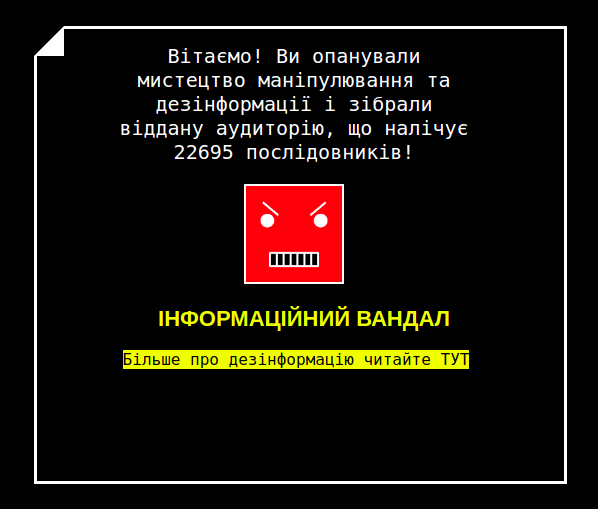 Вітаємо! Ви опанували
мистецтво маніпулювання та
дезінформації і зібрали
віддану аудиторію, що налічує
22695 послідовників!
ІНФОРМАЦІЙНИЙ ВАНДАЛ
Більше про дезінформацію читайте ТУТ